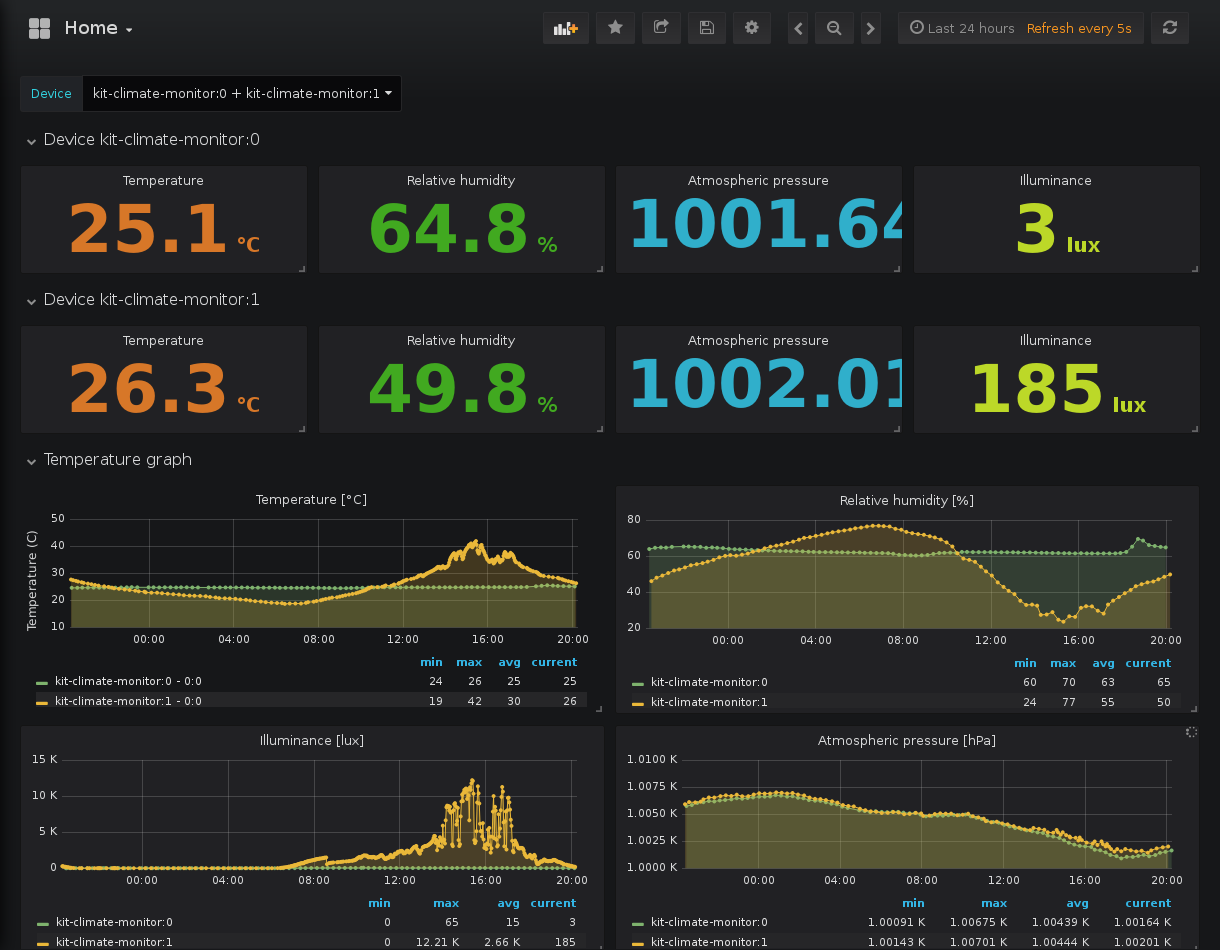 Home
Last 24 hours Refresh every 5s
Device kit-climate-monitor:0 + kit-climate-monitor:1
Device kit-climate-monitor:0
Temperature Relative humidity Atmospheric pressure Illuminance
25.1 °C 64.8 % 1001.64 3 lux
Device kit-climate-monitor:1
Temperature Relative humidity Atmospheric pressure Illuminance
26.3 °C 49.8 % 1002.01 185 lux
Temperature graph
Temperature [°C]
Temperature (C)
50
40
30
20
10
00:00 04:00 08:00 12:00 16:00 20:00
min max avg current
kit-climate-monitor:0 - 0:0 24 26 25 25
kit-climate-monitor:1 - 0:0 19 42 30 26
Relative humidity [%]
80
60
40
20
00:00 04:00 08:00 12:00 16:00 20:00
min max avg current
kit-climate-monitor:0 60 70 63 65
kit-climate-monitor:1 24 77 55 50
Illuminance [lux]
15 K
10 K
5 K
0
00:00 04:00 08:00 12:00 16:00 20:00
min max avg current
kit-climate-monitor:0 0 65 15 3
kit-climate-monitor:1 0 12.21 K 2.66 K 185
Atmospheric pressure [hPa]
1.0100 K
1.0075 K
1.0050 K
1.0025 K
1.0000 K
00:00 04:00 08:00 12:00 16:00 20:00
min max avg current
kit-climate-monitor:0 1.00091 K 1.00675 K 1.00439 K 1.00164 K
kit-climate-monitor:1 1.00143 K 1.00701 K 1.00444 K 1.00201 K